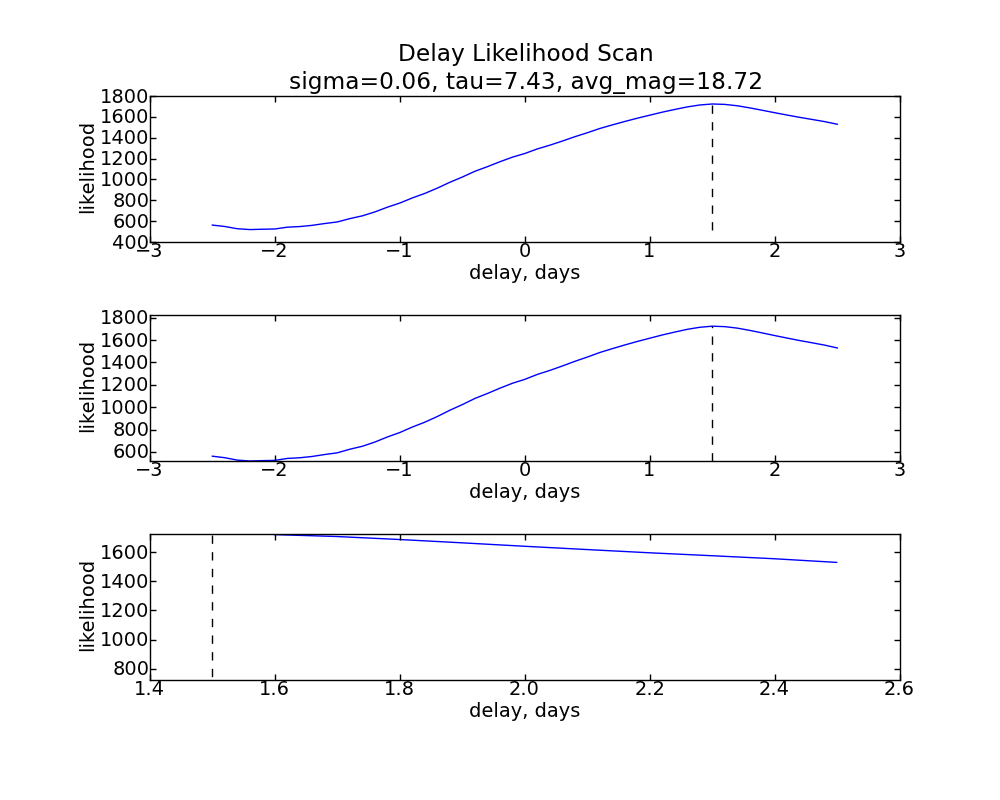 Delay Likelihood Scan
sigma=0.06, tau=7.43, avg_mag=18.72
1800
1600
1400
1200
1000
800
600
400
likelihood
−3 −2 −1 0 1 2 3
delay, days
1800
1600
1400
1200
1000
800
600
likelihood
−3 −2 −1 0 1 2 3
delay, days
1600
1400
1200
1000
800
likelihood
1.4 1.6 1.8 2.0 2.2 2.4 2.6
delay, days